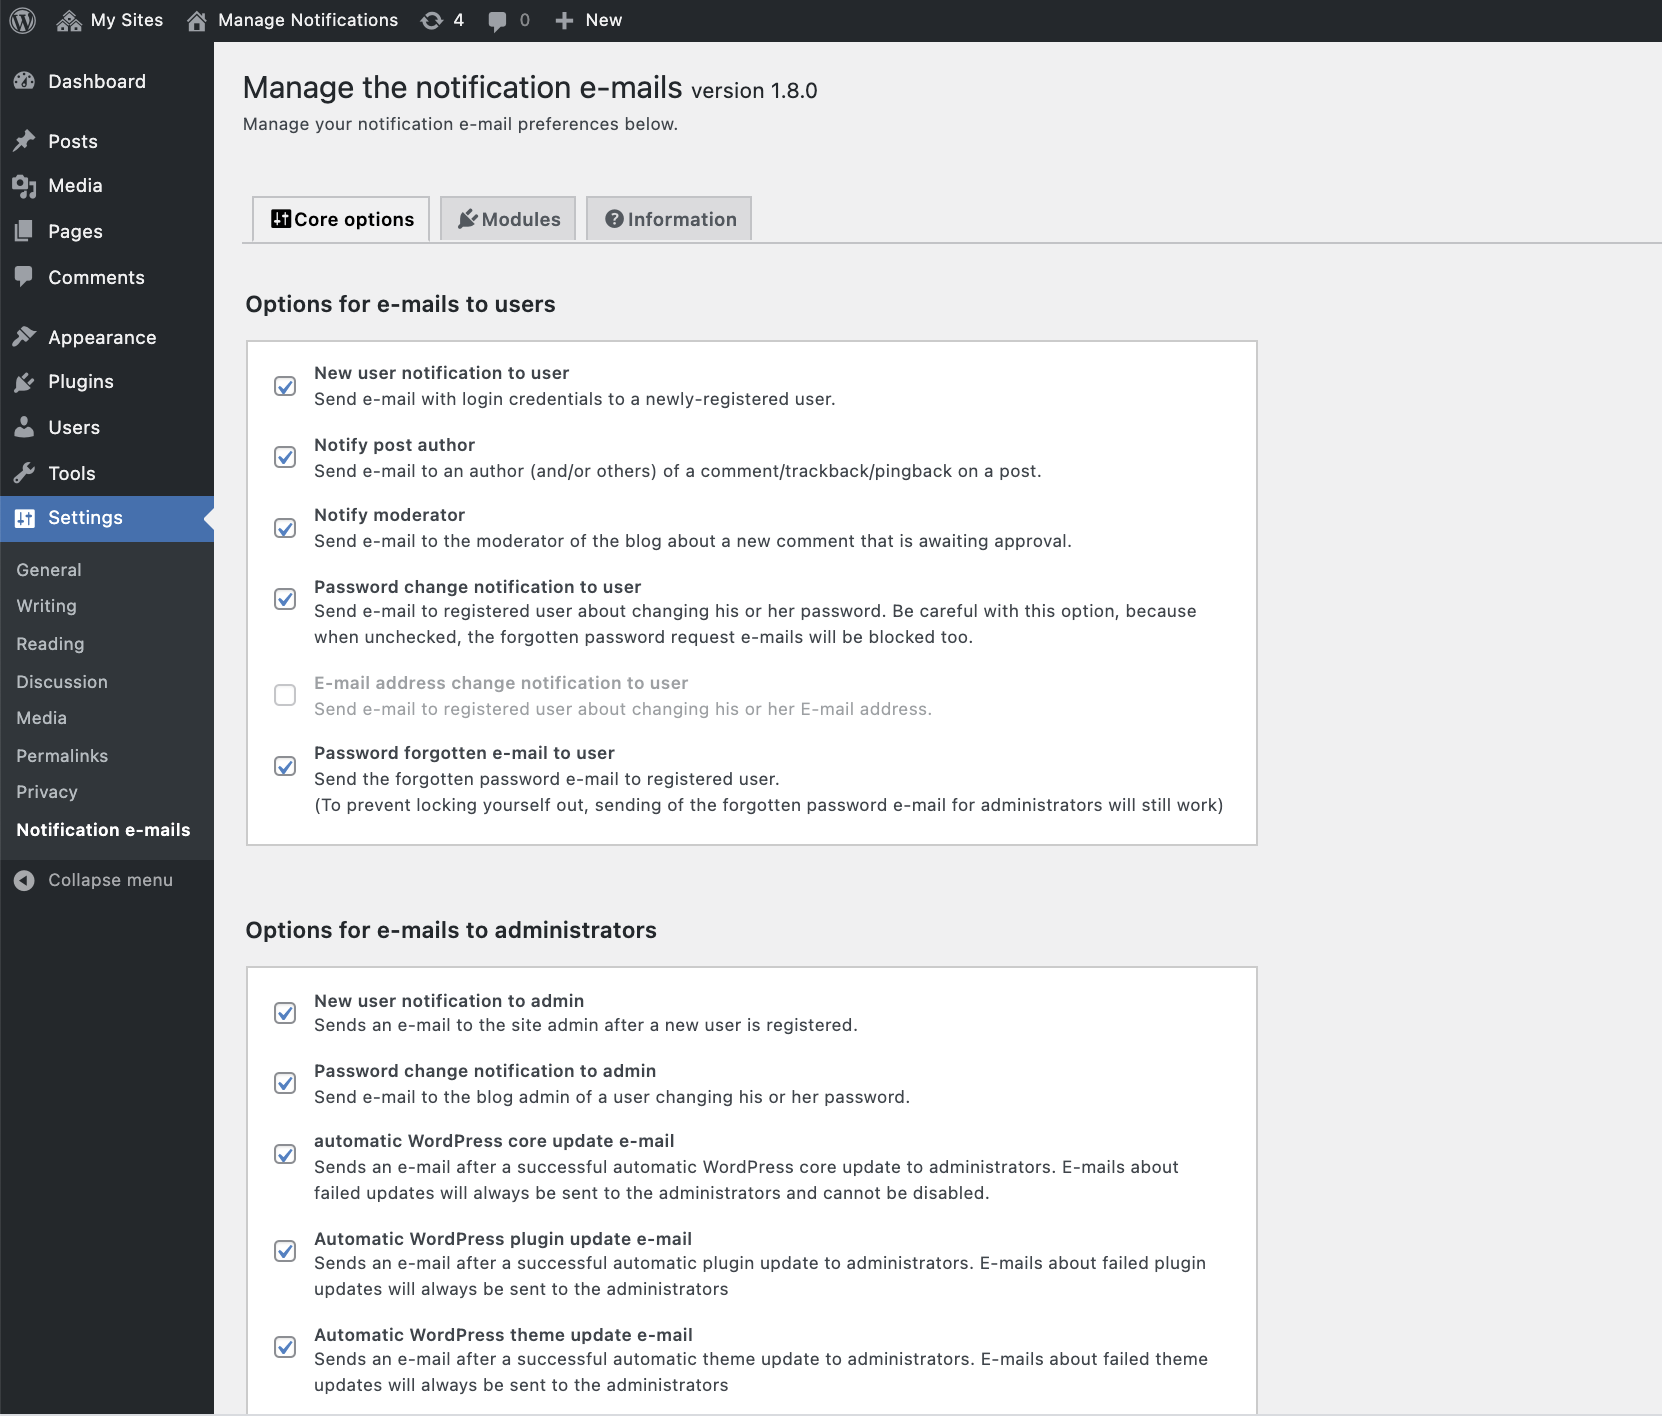 My Sites
Manage Notifications
4
0
New
Dashboard
Posts
Media
Pages
Comments
Appearance
Plugins
Users
Tools
Settings
General
Writing
Reading
Discussion
Media
Permalinks
Privacy
Notification e-mails
Collapse menu
Manage the notification e-mails version 1.8.0
Manage your notification e-mail preferences below.
Core options
Modules
Information
Options for e-mails to users
New user notification to user
Send e-mail with login credentials to a newly-registered user.
Notify post author
Send e-mail to an author (and/or others) of a comment/trackback/pingback on a post.
Notify moderator
Send e-mail to the moderator of the blog about a new comment that is awaiting approval.
Password change notification to user
Send e-mail to registered user about changing his or her password. Be careful with this option, because
when unchecked, the forgotten password request e-mails will be blocked too.
E-mail address change notification to user
Send e-mail to registered user about changing his or her E-mail address.
Password forgotten e-mail to user
Send the forgotten password e-mail to registered user.
(To prevent locking yourself out, sending of the forgotten password e-mail for administrators will still work)
Options for e-mails to administrators
New user notification to admin
Sends an e-mail to the site admin after a new user is registered.
Password change notification to admin
Send e-mail to the blog admin of a user changing his or her password.
automatic WordPress core update e-mail
Sends an e-mail after a successful automatic WordPress core update to administrators. E-mails about
failed updates will always be sent to the administrators and cannot be disabled.
Automatic WordPress plugin update e-mail
Sends an e-mail after a successful automatic plugin update to administrators. E-mails about failed plugin
updates will always be sent to the administrators
Automatic WordPress theme update e-mail
Sends an e-mail after a successful automatic theme update to administrators. E-mails about failed theme
updates will always be sent to the administrators